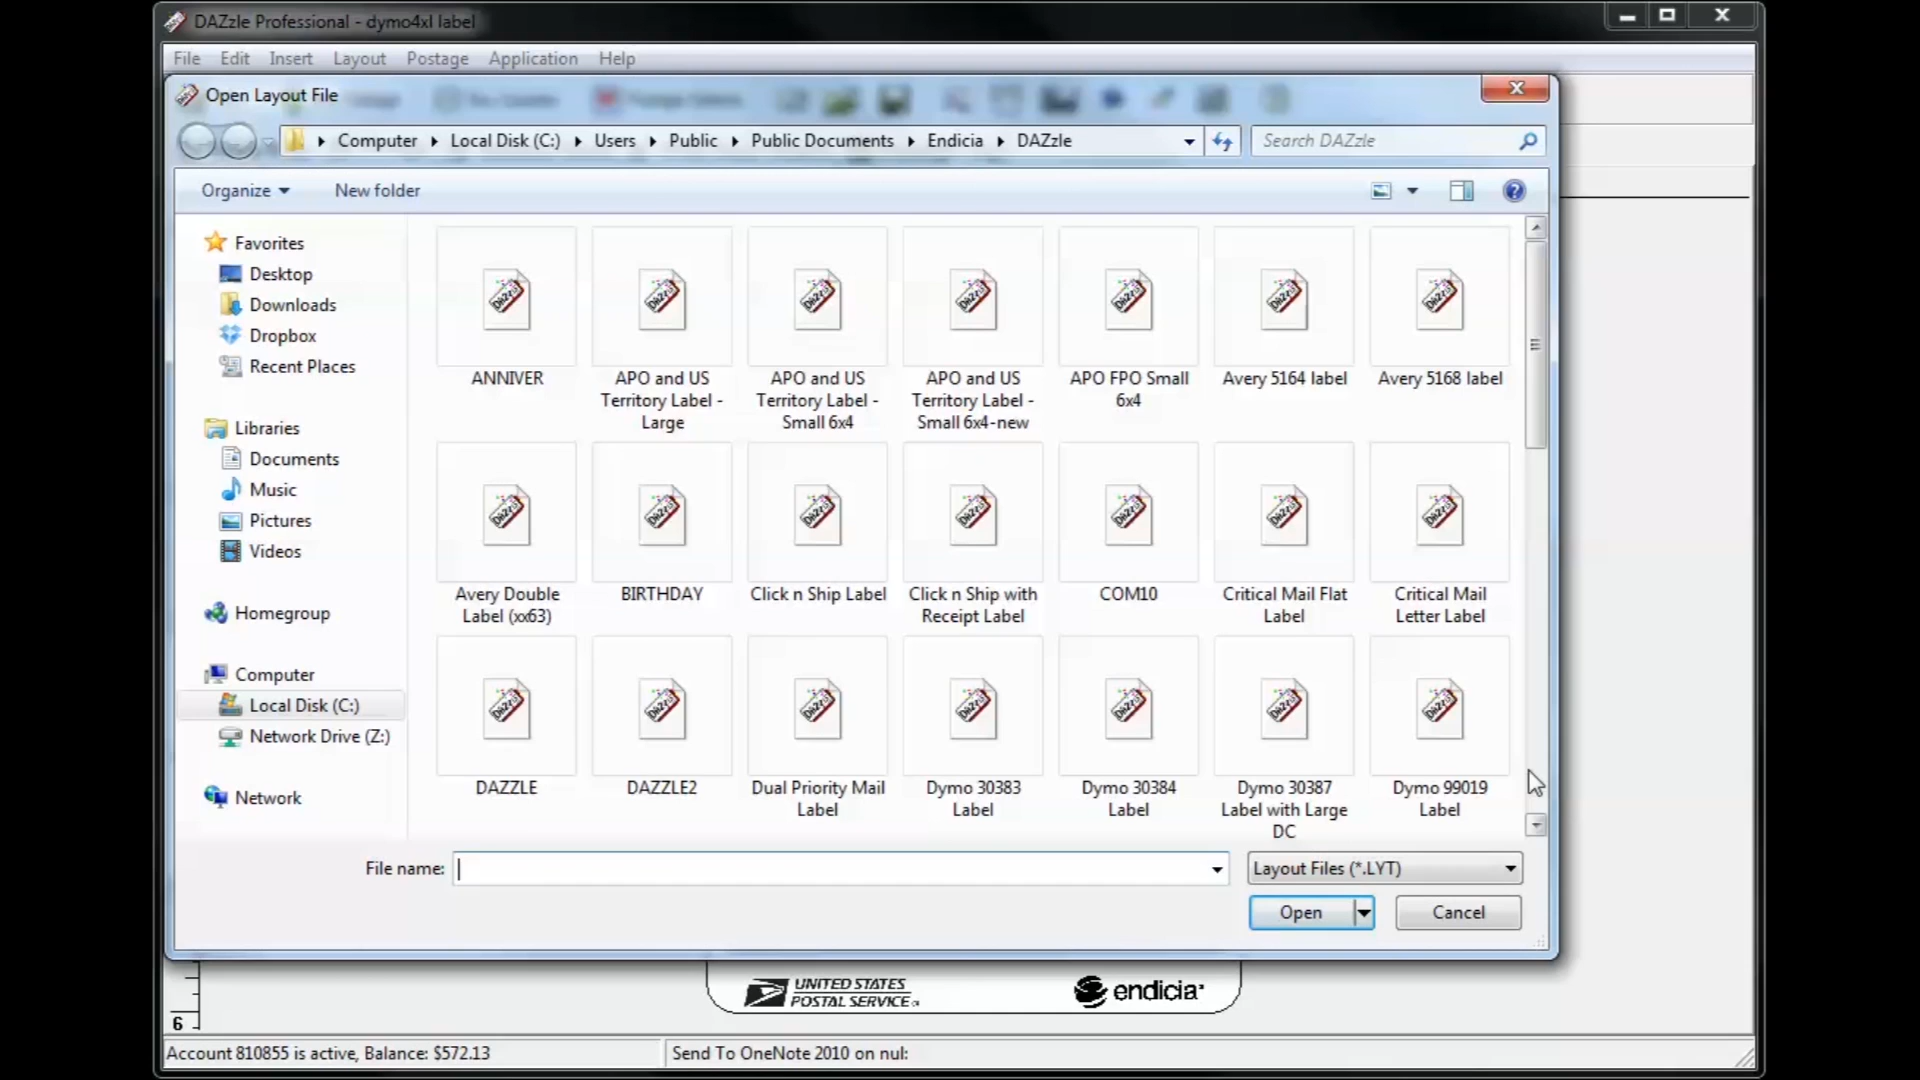 DAZzle Professional - dymo4xl label
File Edit Insert Layout Postage Application Help
Open Layout File
Computer Local Disk (C:) Users Public Public Documents Endicia DAZzle
Search DAZzle
Organize New folder
Favorites
Desktop
Downloads
Dropbox
Recent Places
Libraries
Documents
Music
Pictures
Videos
Homegroup
Computer
Local Disk (C:)
Network Drive (Z:)
Network
ANNIVER
APO and US
Territory Label -
Large
APO and US
Territory Label -
Small 6x4
APO and US
Territory Label -
Small 6x4-new
APO FPO Small
6x4
Avery 5164 label
Avery 5168 label
Avery Double
Label (xx63)
BIRTHDAY
Click n Ship Label
Click n Ship with
Receipt Label
COM10
Critical Mail Flat
Label
Critical Mail
Letter Label
DAZZLE
DAZZLE2
Dual Priority Mail
Label
Dymo 30383
Label
Dymo 30384
Label
Dymo 30387
Label with Large
DC
Dymo 99019
Label
File name:
Layout Files (*.LYT)
Open
Cancel
UNITED STATES
POSTAL SERVICE
endicia
6
Account 810855 is active, Balance: $572.13
Send To OneNote 2010 on nul: